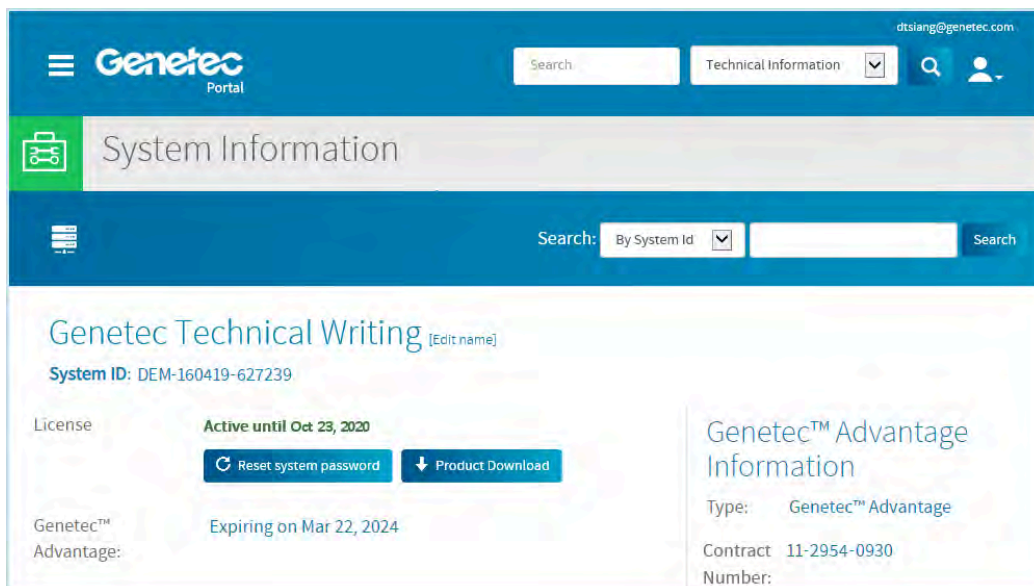 dtsiang@genetec.com
Genetec
Portal
Search
Technical Information
System Information
Search: By System Id Search
Genetec Technical Writing [Edit name]
System ID: DEM-160419-627239
License Active until Oct 23, 2020
Reset system password Product Download
Genetec™
Advantage:
Expiring on Mar 22, 2024
Genetec™ Advantage
Information
Type: Genetec™ Advantage
Contract 11-2954-0930
Number: